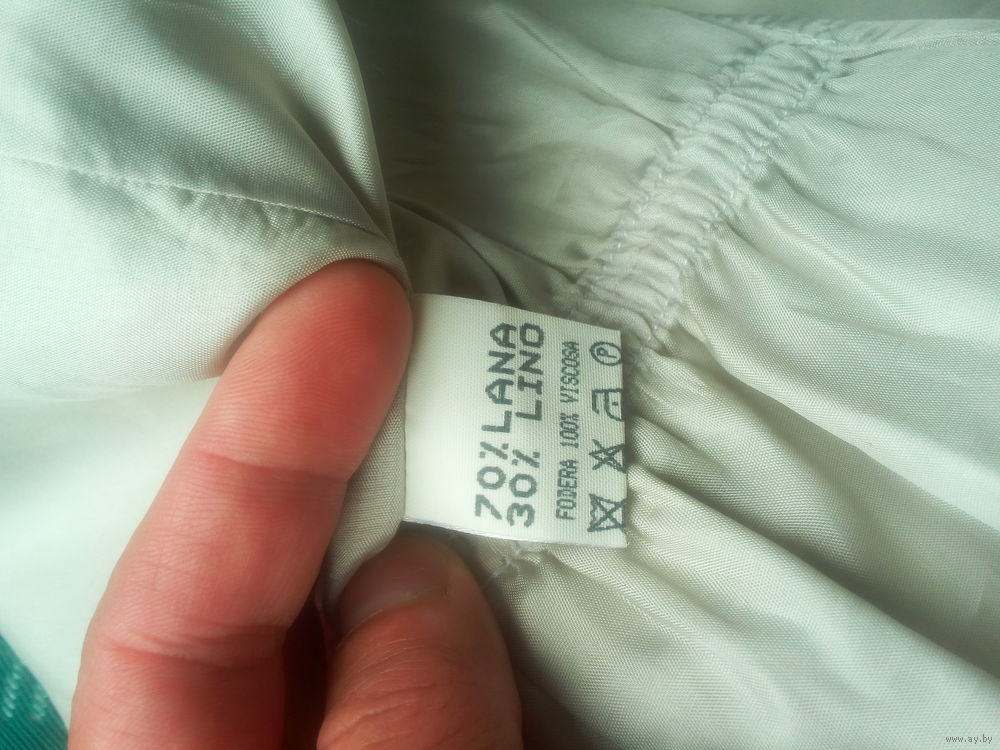 70% LANA
30% LINO
FODERA 100% VISCOSA
P
www.ay.by